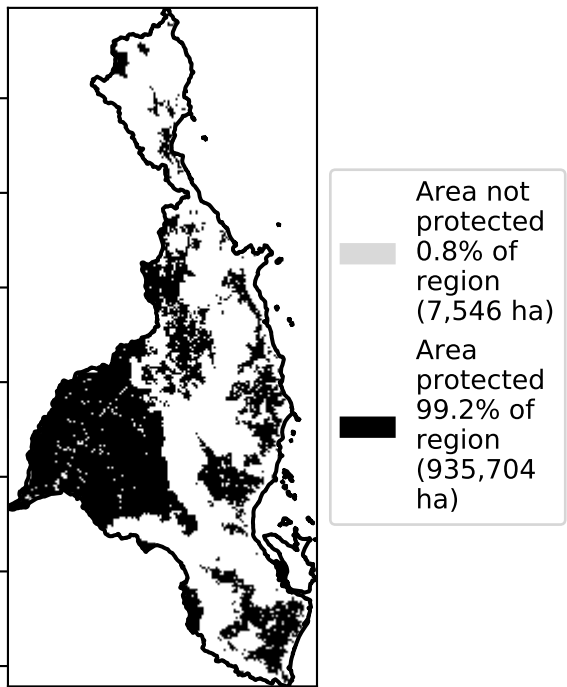 Area not
protected
0.8% of
region
(7,546 ha)
Area
protected
99.2% of
region
(935,704
ha)